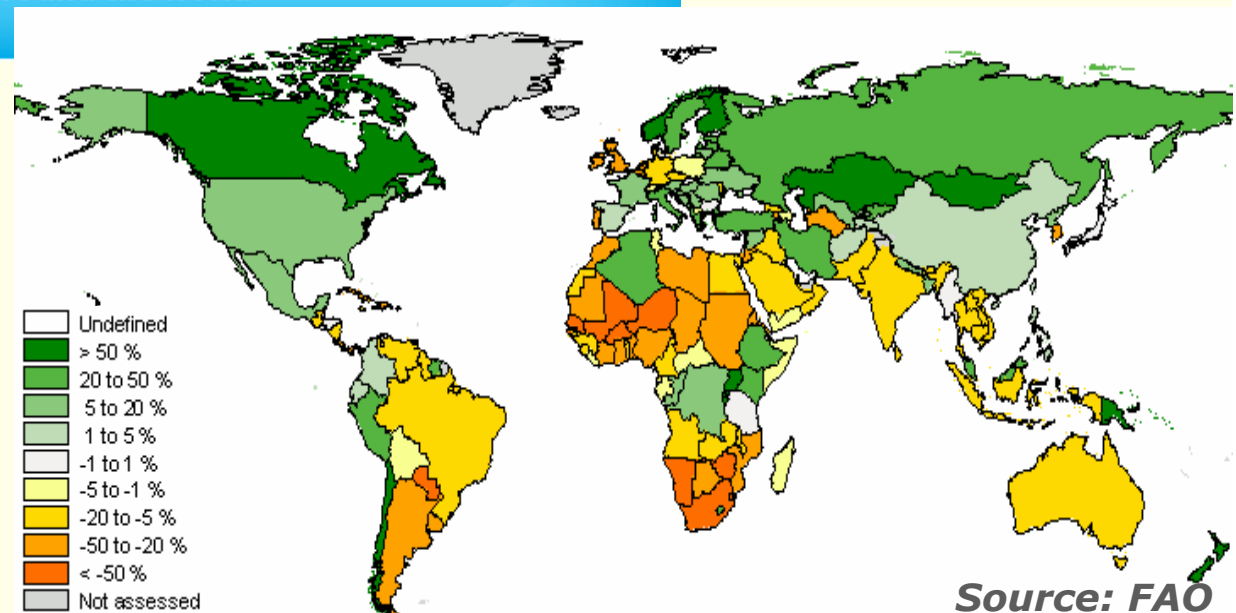 Undefined
> 50 %
20 to 50 %
5 to 20 %
1 to 5 %
-1 to 1 %
-5 to -1 %
-20 to -5 %
-50 to -20 %
< -50 %
Not assessed
Source: FAO